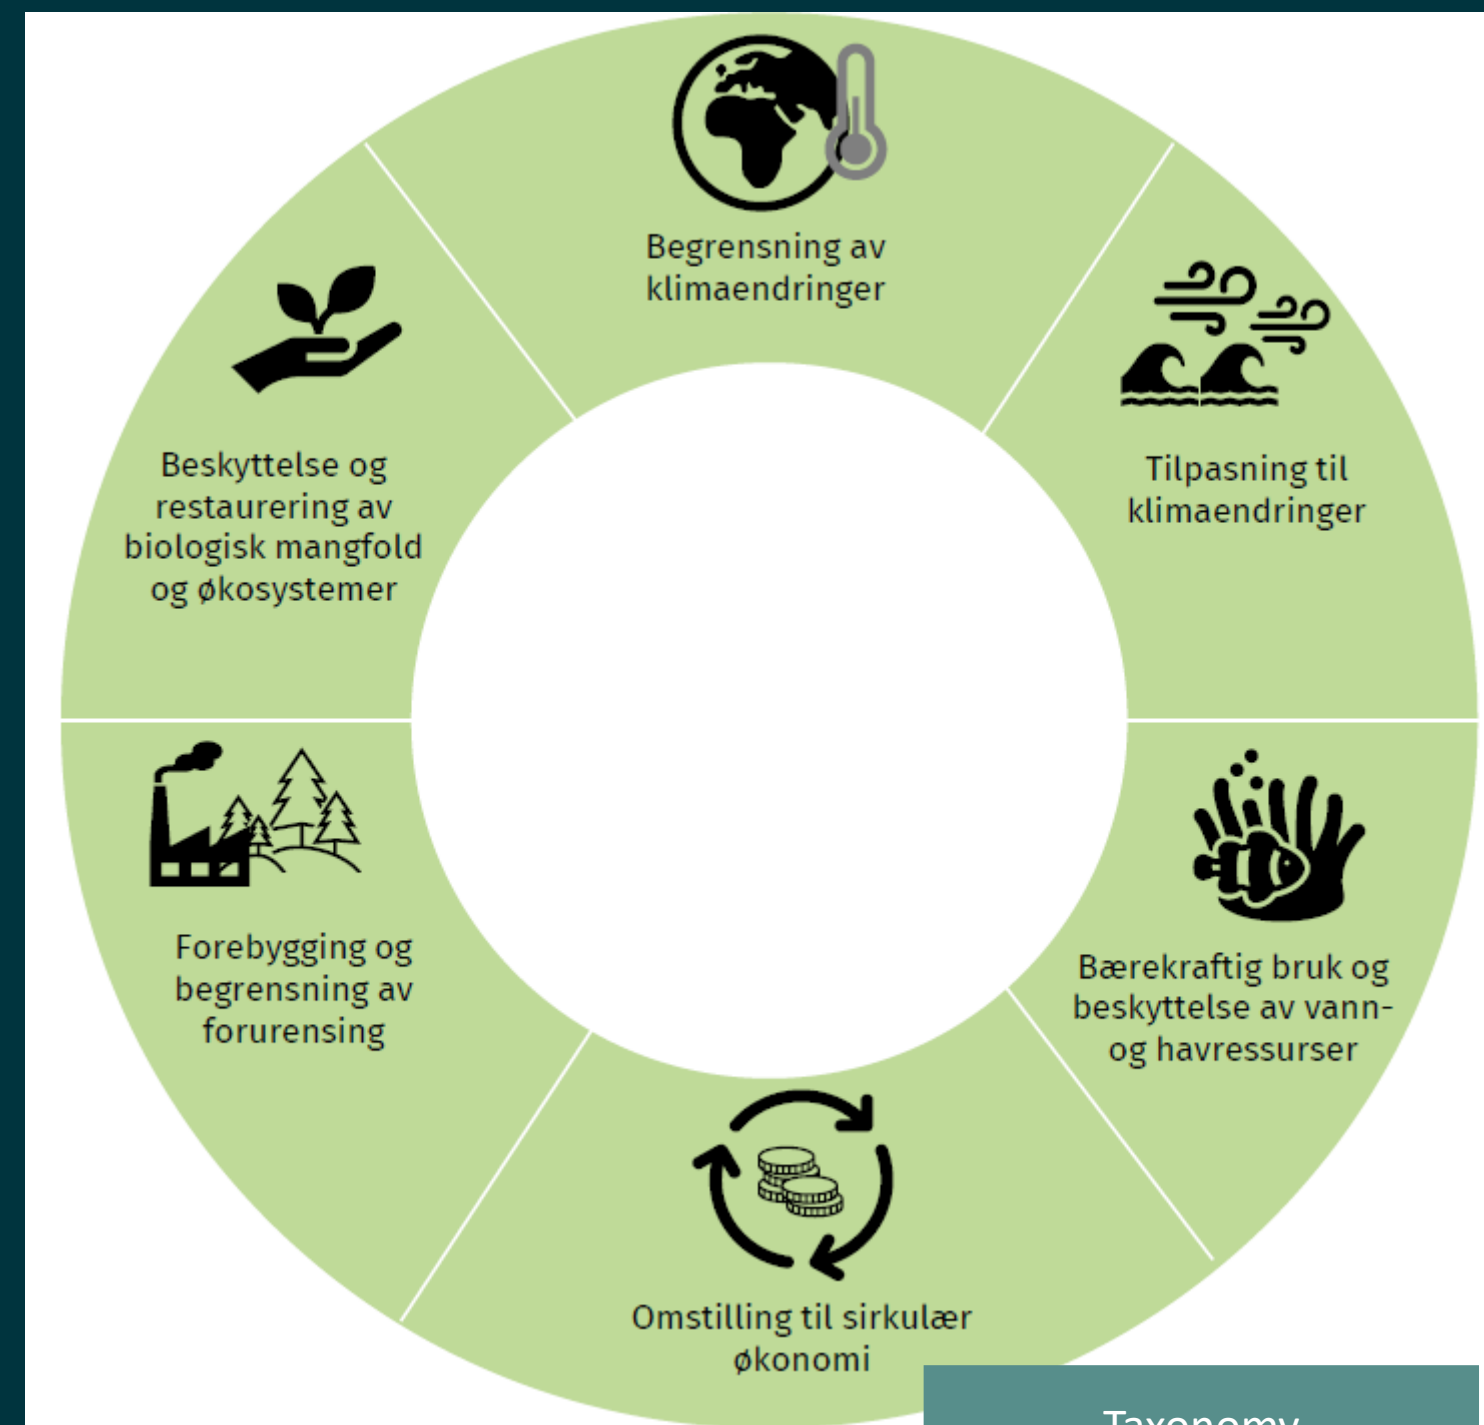 Begrensning av
klimaendringer
Tilpasning til
klimaendringer
Bærekraftig bruk og
beskyttelse av vann-
og havressurser
Omstilling til sirkulær
økonomi
Forebygging og
begrensning av
forurensing
Beskyttelse og
restaurering av
biologisk mangfold
og økosystemer
Taxonomy